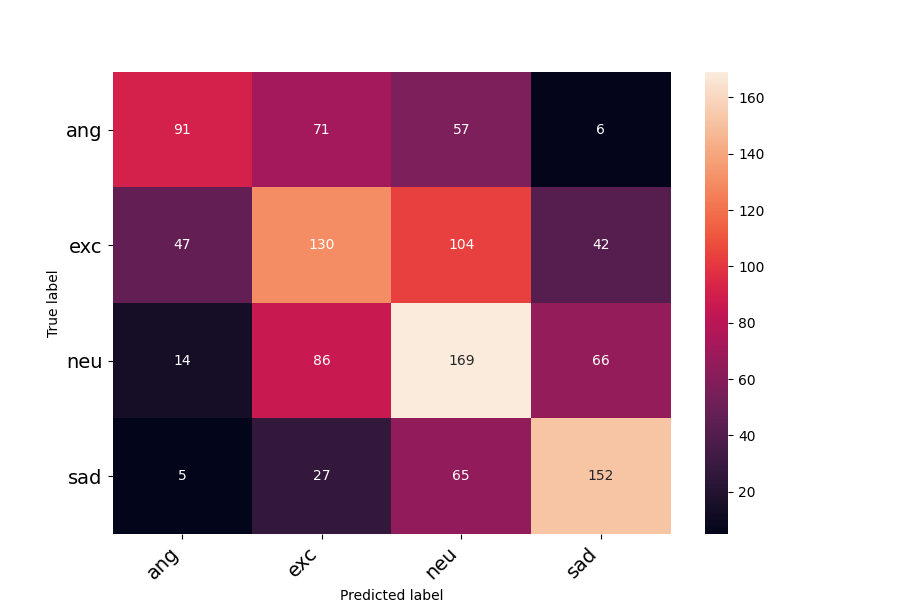 ang 91 71 57 6
exc 47 130 104 42
neu 14 86 169 66
sad 5 27 65 152
True label
ang exc neu sad
Predicted label
160
140
120
100
80
60
40
20